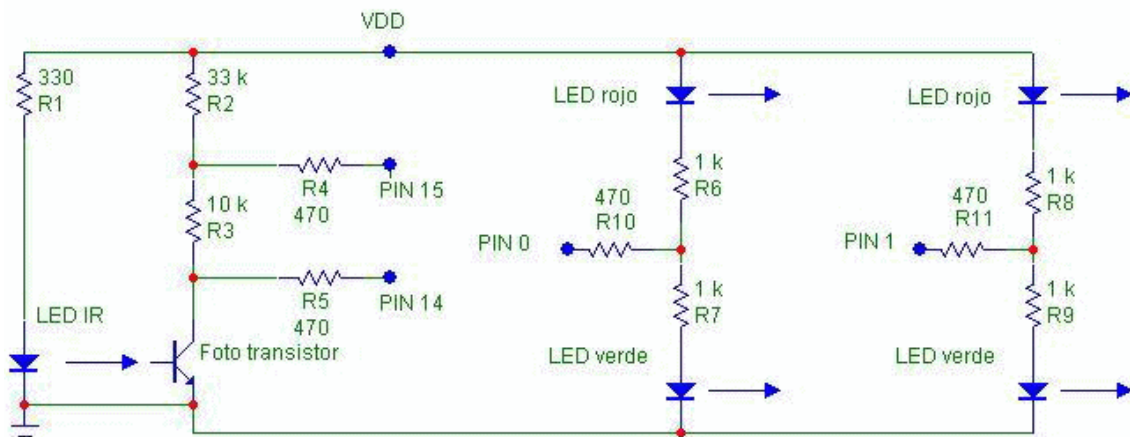 VDD
330
R1
33 k
R2
LED rojo
LED rojo
R4
470
PIN 15
1 k
R6
1 k
R8
10 k
R3
470
R10
470
R11
PIN 0
PIN 1
R5
470
PIN 14
1 k
R7
1 k
R9
LED IR
Foto transistor
LED verde
LED verde